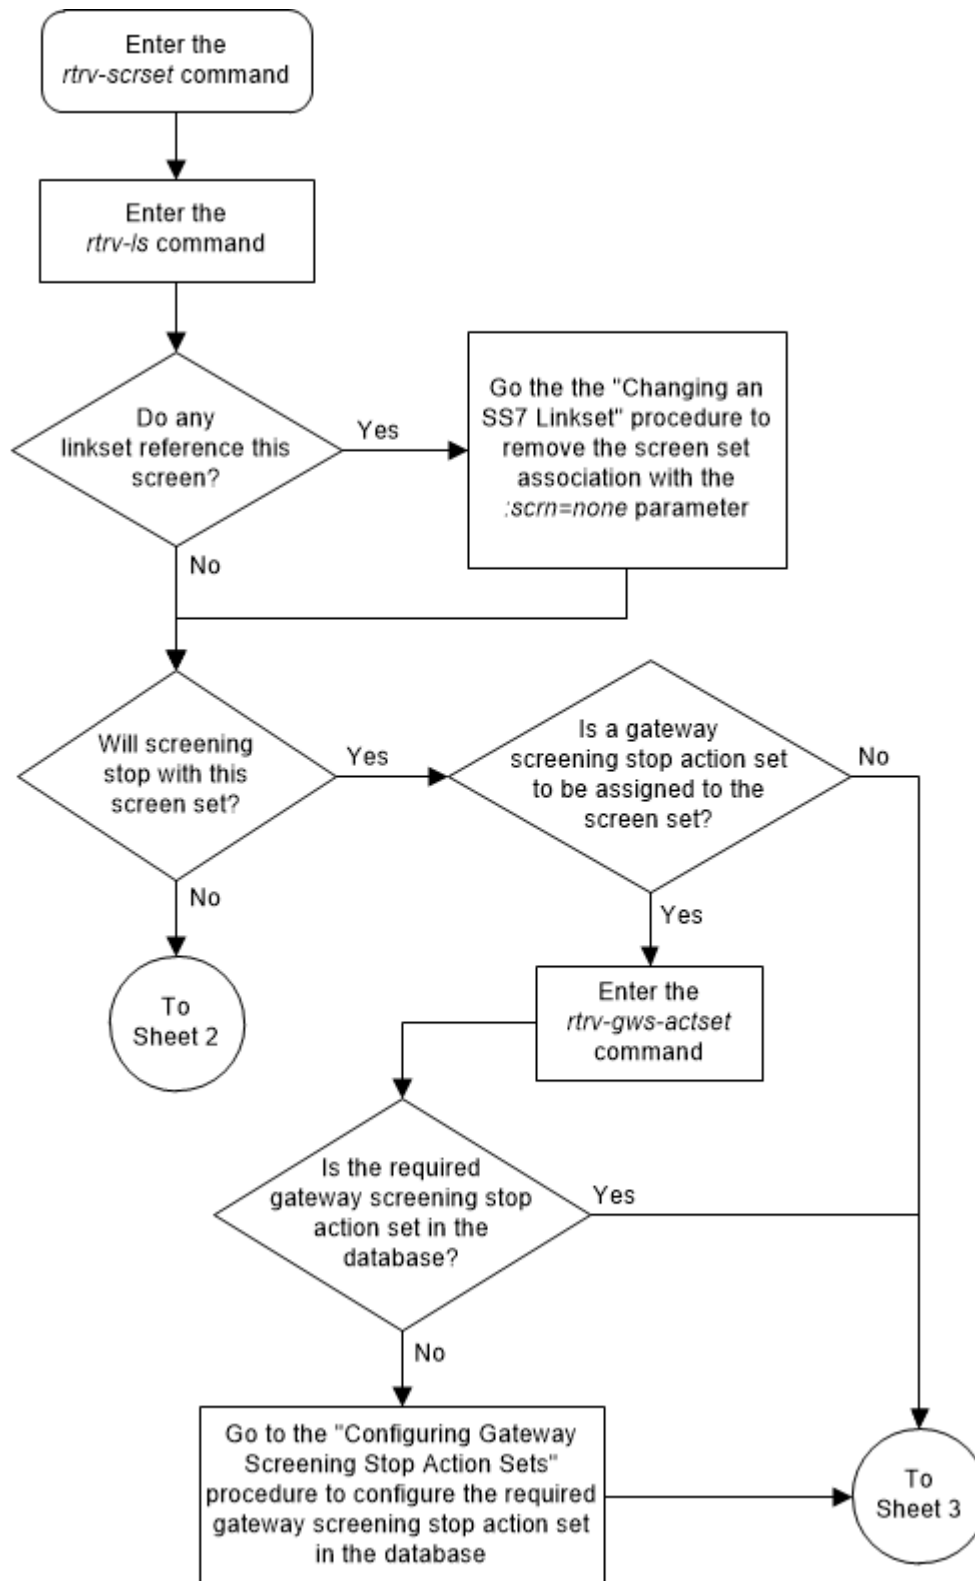 Enter the
rtrv-scrset command
Enter the
rtrv-ls command
Do any
linkset reference this
screen?
Yes
Go the the "Changing an
SS7 Linkset" procedure to
remove the screen set
association with the
:scrn=none parameter
No
Will screening
stop with this
screen set?
Yes
Is a gateway
screening stop action set
to be assigned to the
screen set?
No
No
Yes
To
Sheet 2
Enter the
rtrv-gws-actset
command
Is the required
gateway screening stop
action set in the
database?
Yes
No
Go to the "Configuring Gateway
Screening Stop Action Sets"
procedure to configure the required
gateway screening stop action set
in the database
To
Sheet 3